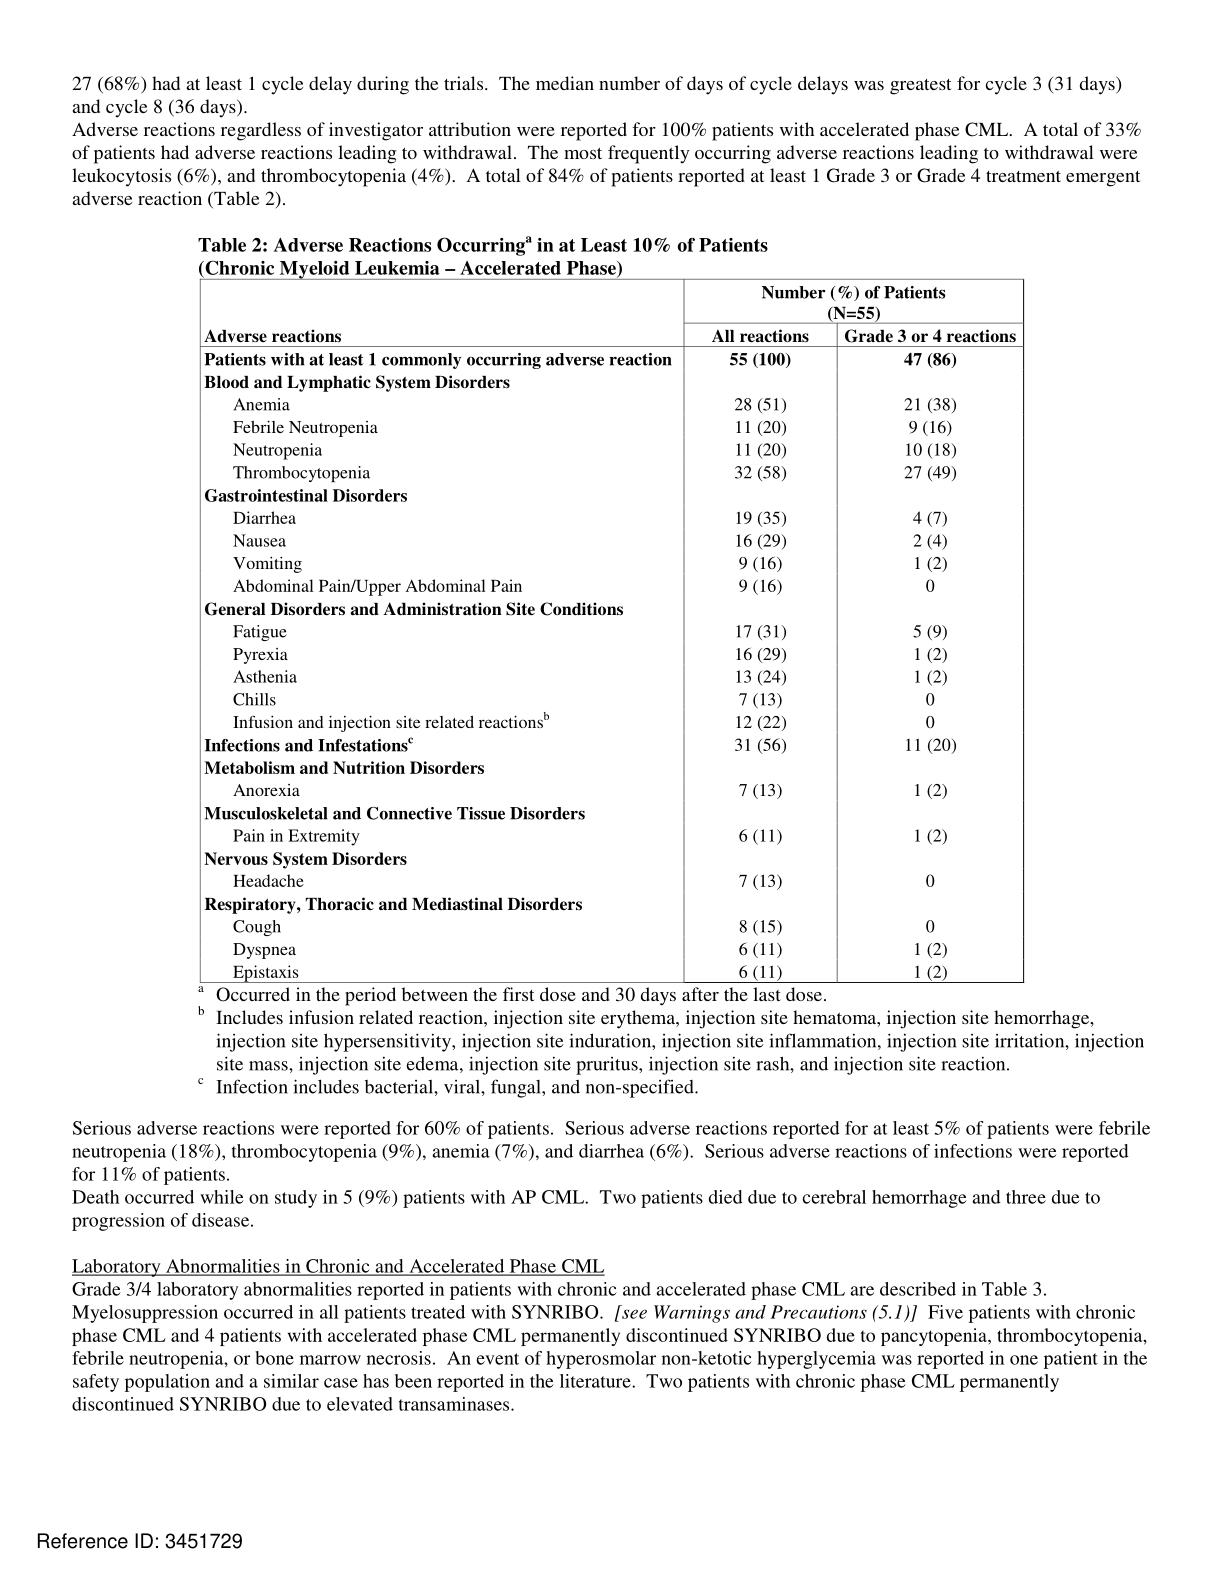 27 (68%) had at least 1 cycle delay during the trials.  The median number of days of cycle delays was greatest for cycle 3 (31 days)
and cycle 8 (36 days).
Adverse reactions regardless of investigator attribution were reported for 100% patients with accelerated phase CML.  A total of 33%
of patients had adverse reactions leading to withdrawal.  The most frequently occurring adverse reactions leading to withdrawal were
leukocytosis (6%), and thrombocytopenia (4%).  A total of 84% of patients reported at least 1 Grade 3 or Grade 4 treatment emergent
adverse reaction (Table 2).
Table 2: Adverse Reactions Occurringᵃ in at Least 10% of Patients
(Chronic Myeloid Leukemia – Accelerated Phase)
Number (%) of Patients
(N=55)
Adverse reactions All reactions Grade 3 or 4 reactions
Patients with at least 1 commonly occurring adverse reaction 55 (100) 47 (86)
Blood and Lymphatic System Disorders
Anemia 28 (51) 21 (38)
Febrile Neutropenia 11 (20) 9 (16)
Neutropenia 11 (20) 10 (18)
Thrombocytopenia 32 (58) 27 (49)
Gastrointestinal Disorders
Diarrhea 19 (35) 4 (7)
Nausea 16 (29) 2 (4)
Vomiting 9 (16) 1 (2)
Abdominal Pain/Upper Abdominal Pain 9 (16) 0
General Disorders and Administration Site Conditions
Fatigue 17 (31) 5 (9)
Pyrexia 16 (29) 1 (2)
Asthenia 13 (24) 1 (2)
Chills 7 (13) 0
Infusion and injection site related reactionsᵇ 12 (22) 0
Infections and Infestationsᶜ 31 (56) 11 (20)
Metabolism and Nutrition Disorders
Anorexia 7 (13) 1 (2)
Musculoskeletal and Connective Tissue Disorders
Pain in Extremity 6 (11) 1 (2)
Nervous System Disorders
Headache 7 (13) 0
Respiratory, Thoracic and Mediastinal Disorders
Cough 8 (15) 0
Dyspnea 6 (11) 1 (2)
Epistaxis 6 (11) 1 (2)
ᵃ Occurred in the period between the first dose and 30 days after the last dose.
ᵇ Includes infusion related reaction, injection site erythema, injection site hematoma, injection site hemorrhage,
injection site hypersensitivity, injection site induration, injection site inflammation, injection site irritation, injection
site mass, injection site edema, injection site pruritus, injection site rash, and injection site reaction.
ᶜ Infection includes bacterial, viral, fungal, and non-specified.
Serious adverse reactions were reported for 60% of patients.  Serious adverse reactions reported for at least 5% of patients were febrile
neutropenia (18%), thrombocytopenia (9%), anemia (7%), and diarrhea (6%).  Serious adverse reactions of infections were reported
for 11% of patients.
Death occurred while on study in 5 (9%) patients with AP CML.  Two patients died due to cerebral hemorrhage and three due to
progression of disease.
Laboratory Abnormalities in Chronic and Accelerated Phase CML
Grade 3/4 laboratory abnormalities reported in patients with chronic and accelerated phase CML are described in Table 3.
Myelosuppression occurred in all patients treated with SYNRIBO.  [see Warnings and Precautions (5.1)]  Five patients with chronic
phase CML and 4 patients with accelerated phase CML permanently discontinued SYNRIBO due to pancytopenia, thrombocytopenia,
febrile neutropenia, or bone marrow necrosis.  An event of hyperosmolar non-ketotic hyperglycemia was reported in one patient in the
safety population and a similar case has been reported in the literature.  Two patients with chronic phase CML permanently
discontinued SYNRIBO due to elevated transaminases.
Reference ID: 3451729